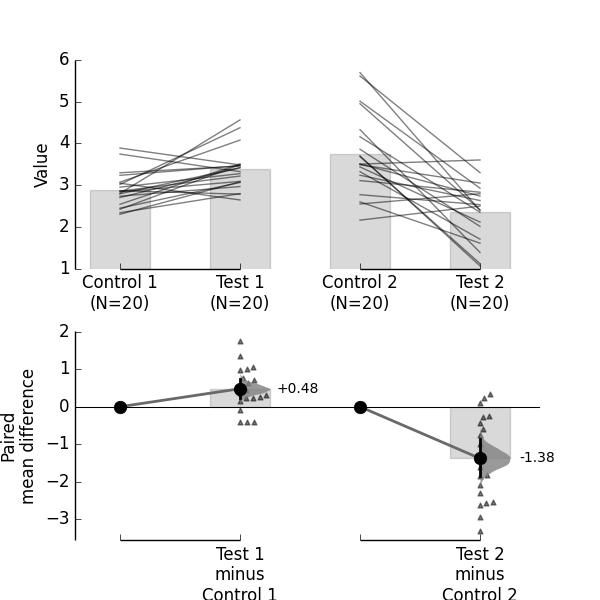 6
5
4
3
2
1
Value
Control 1
(N=20)
Test 1
(N=20)
Control 2
(N=20)
Test 2
(N=20)
2
1
0
−1
−2
−3
Paired
mean difference
+0.48
-1.38
Test 1
minus
Control 1
Test 2
minus
Control 2